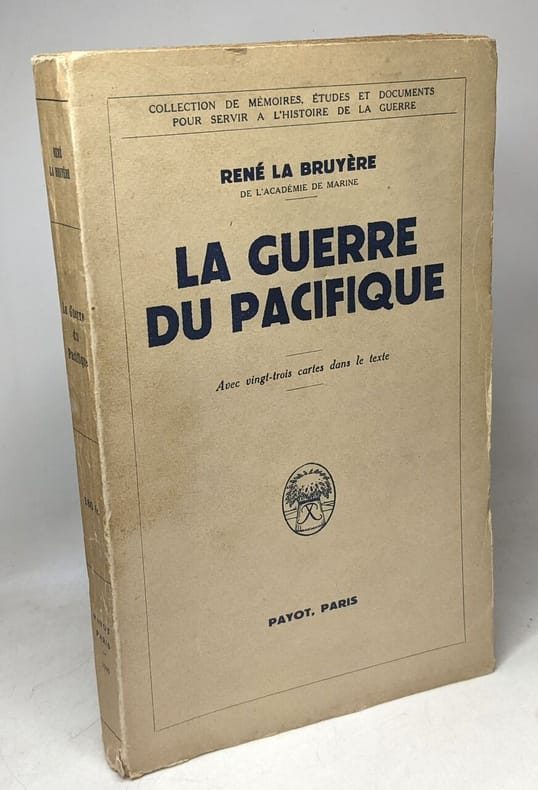 COLLECTION DE MÉMOIRES, ÉTUDES ET DOCUMENTS
POUR SERVIR A L'HISTOIRE DE LA GUERRE
RENÉ LA BRUYÈRE
DE L'ACADÉMIE DE MARINE
LA GUERRE
DU PACIFIQUE
Avec vingt-trois cartes dans le texte
PAYOT, PARIS
RENÉ
LA BRUYÈRE
La Guerre
du
Pacifique
PAYOT
PARIS